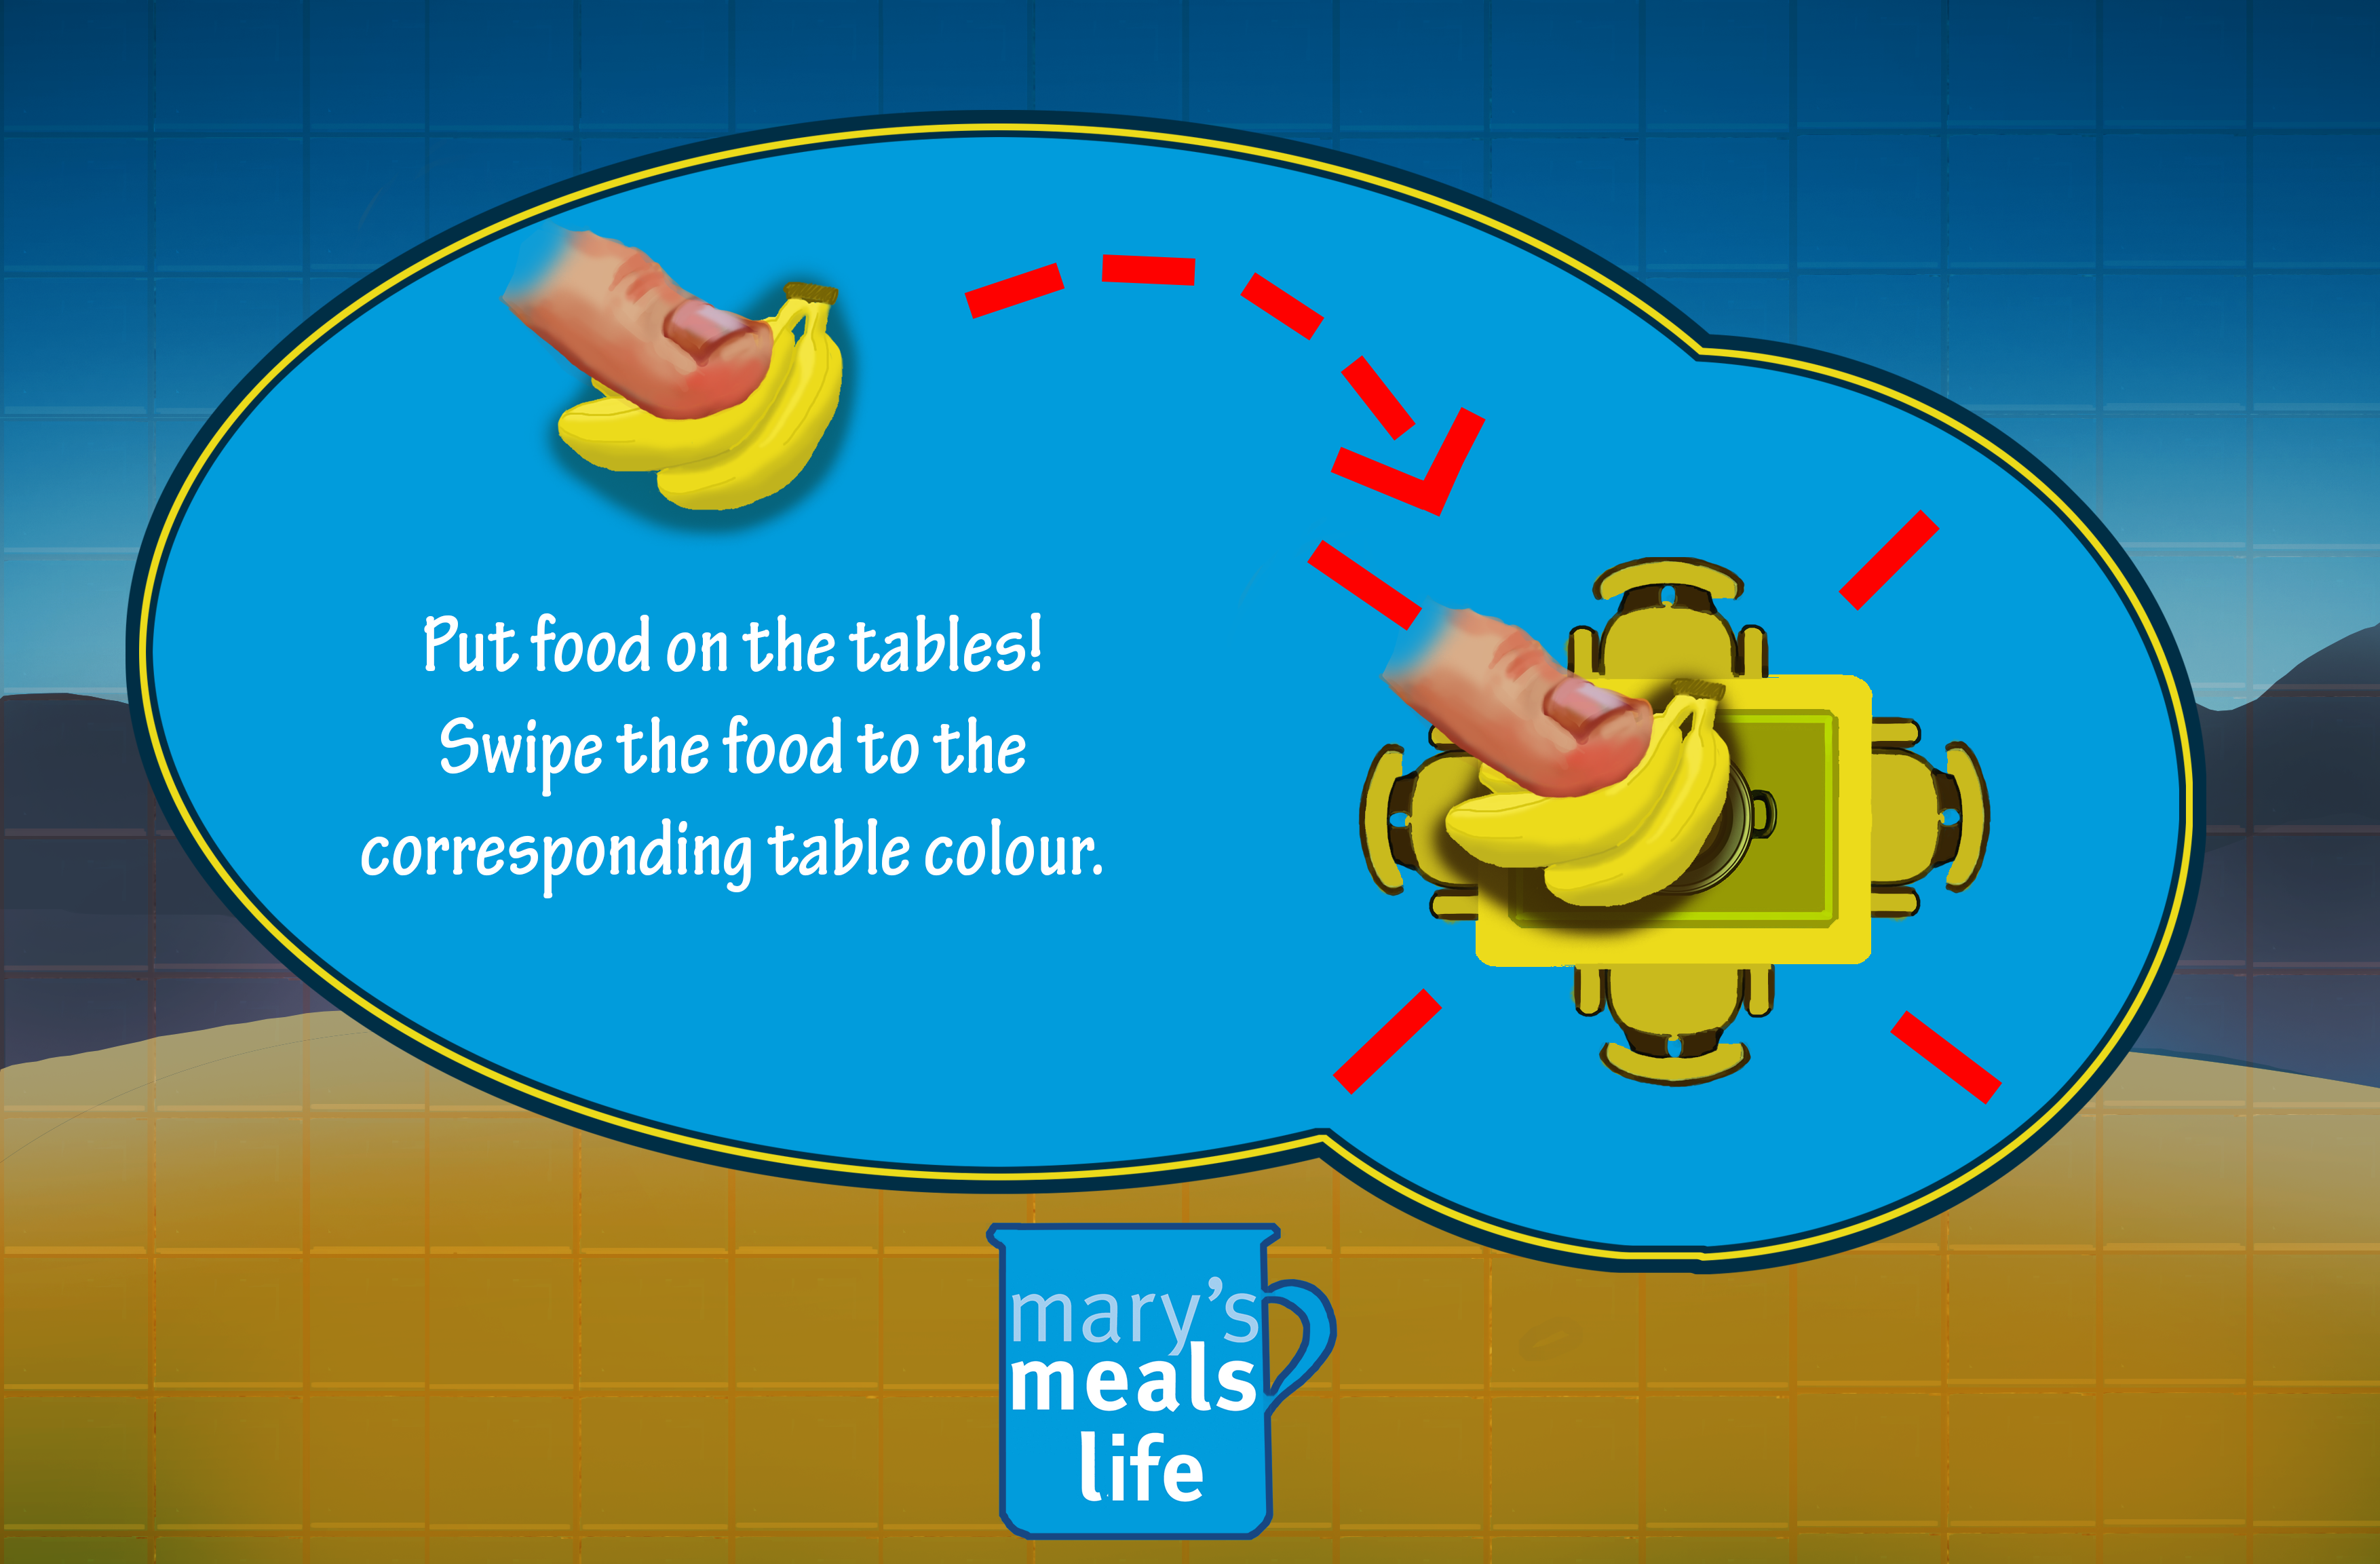 Put food on the tables!
Swipe the food to the
corresponding table colour.
mary's
meals
life